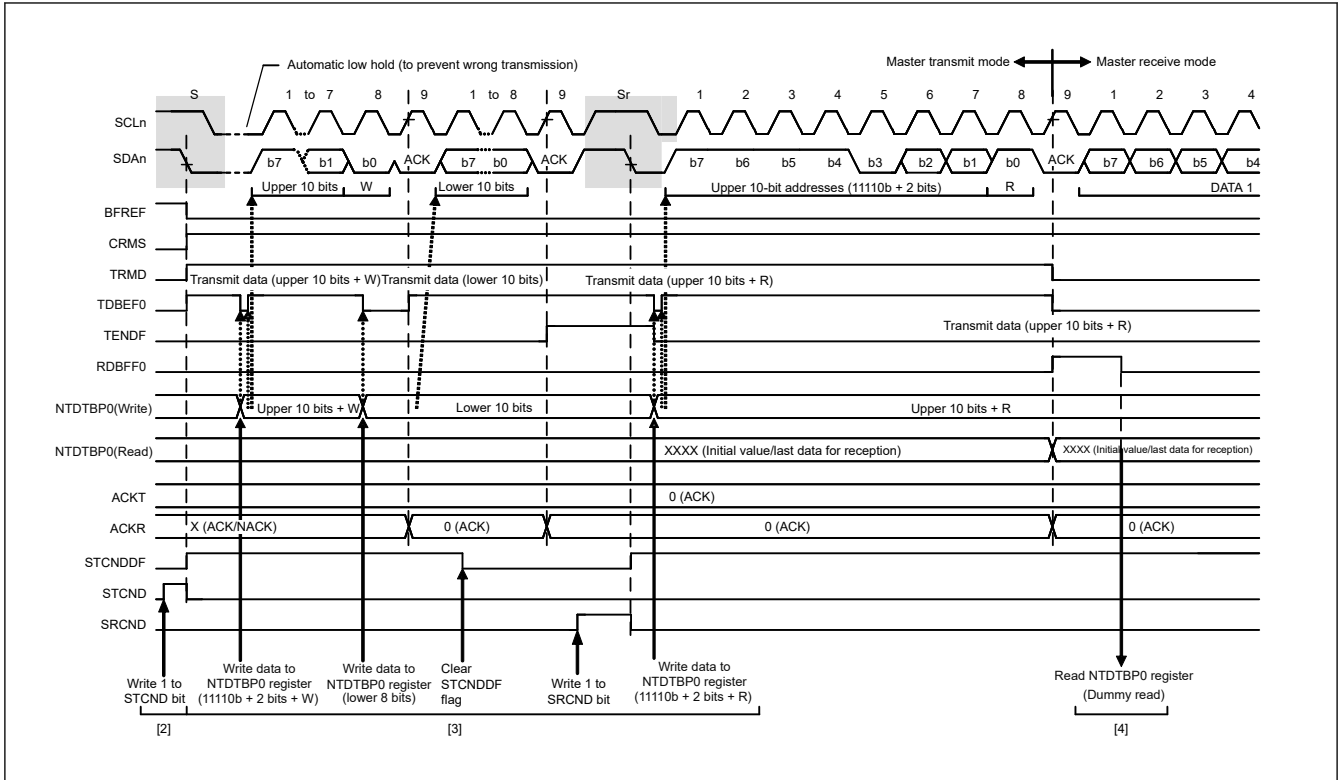 Master transmit mode Master receive mode
Automatic low hold (to prevent wrong transmission)
S 1 to 7 8 9 1 to 8 9 Sr 1 2 3 4 5 6 7 8 9 1 2 3 4
SCLn
SDAn b7 b1 b0 ACK b7 b0 ACK b7 b6 b5 b4 b3 b2 b1 b0 ACK b7 b6 b5 b4
Upper 10 bits W Lower 10 bits Upper 10-bit addresses (11110b + 2 bits) R DATA 1
BFREF
CRMS
TRMD
Transmit data (upper 10 bits + W) Transmit data (lower 10 bits) Transmit data (upper 10 bits + R)
TDBEF0
TENDF Transmit data (upper 10 bits + R)
RDBFF0
NTDTBP0(Write) Upper 10 bits + W Lower 10 bits Upper 10 bits + R
NTDTBP0(Read) XXXX (Initial value/last data for reception) XXXX (Initial value/last data for reception)
ACKT 0 (ACK)
ACKR X (ACK/NACK) 0 (ACK) 0 (ACK) 0 (ACK)
STCNDDF
STCND
SRCND
Write 1 to
STCND bit
Write data to
NTDTBP0 register
(11110b + 2 bits + W)
Write data to
NTDTBP0 register
(lower 8 bits)
Clear
STCNDDF
flag
Write 1 to
SRCND bit
Write data to
NTDTBP0 register
(11110b + 2 bits + R)
Read NTDTBP0 register
(Dummy read)
[2] [3] [4]